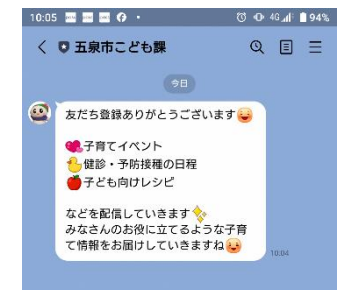 10:05 4G 94%
五泉市こども課
今日
友だち登録ありがとうございます
子育てイベント
健診・予防接種の日程
子ども向けレシピ
などを配信していきます
みなさんのお役に立てるような子育
て情報をお届けしていきますね
10:04